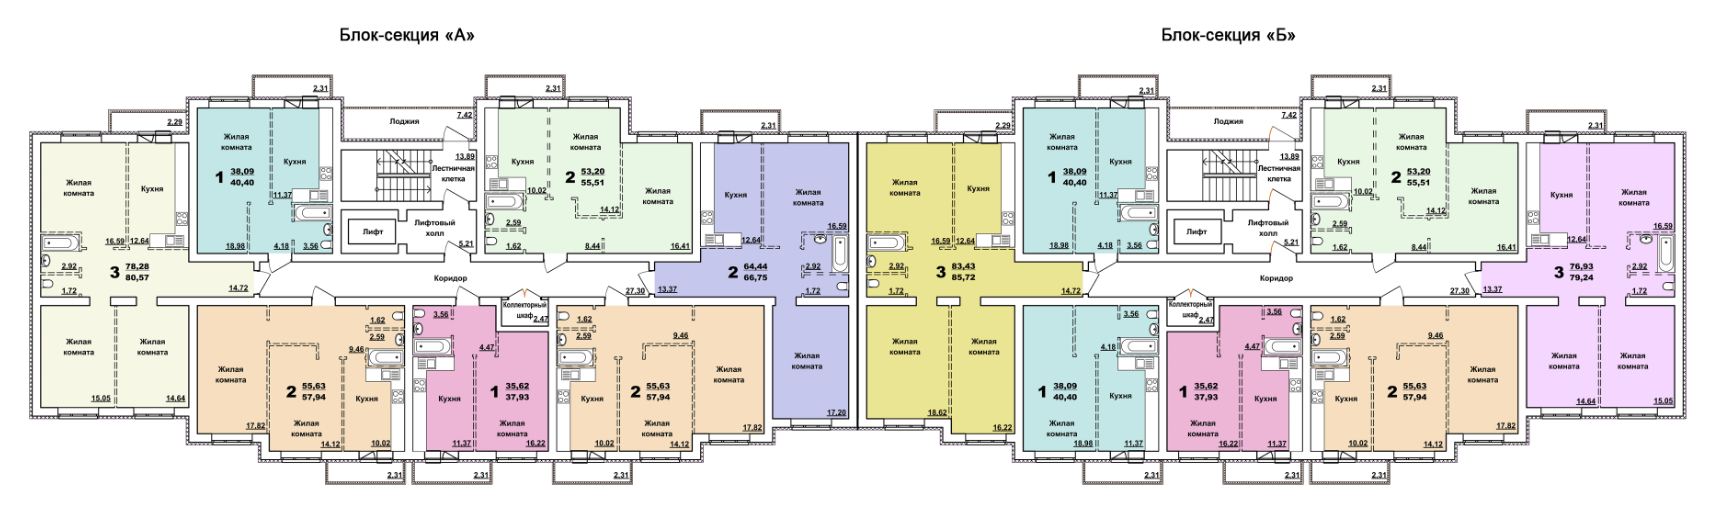 Блок-секция «А»
Блок-секция «Б»
2.31
2.31
2.31
2.31
2.29
7.42
2.31
2.29
7.42
2.31
Лоджия
Лоджия
Жилая
комната
Кухня
Жилая
комната
Кухня
1 38,09
40,40
11.37
18.98
4.18
3.56
13.89
Лестничная
клетка
Лифт
Лифтовый
холл
5.21
Кухня
Жилая
комната
10.02
2 53,20
55,51
Жилая
комната
14.12
2.59
1.62
8.44
16.41
Жилая
комната
Кухня
16.59
12.64
2.92
3 78,28
80,57
1.72
14.72
Жилая
комната
Жилая
комната
15.05
14.64
Коридор
27.30
Коллекторный
шкаф
2.47
Кухня
Жилая
комната
16.59
12.64
2 64,44
66,75
2.92
13.37
1.72
Жилая
комната
17.20
1.62
2.59
9.46
Жилая
комната
2 55,63
57,94
Кухня
Жилая
комната
17.82
14.12
10.02
2.31
3.56
4.47
1 35,62
37,93
Кухня
Жилая
комната
11.37
16.22
2.31
1.62
2.59
9.46
Жилая
комната
2 55,63
57,94
Кухня
Жилая
комната
10.02
14.12
17.82
2.31
Жилая
комната
Кухня
16.59
12.64
2.92
3 83,43
85,72
1.72
14.72
Жилая
комната
Жилая
комната
18.62
16.22
Жилая
комната
Кухня
1 38,09
40,40
11.37
18.98
4.18
3.56
13.89
Лестничная
клетка
Лифт
Лифтовый
холл
5.21
Кухня
Жилая
комната
10.02
2 53,20
55,51
Жилая
комната
14.12
2.59
1.62
8.44
16.41
Кухня
Жилая
комната
16.59
12.64
3 76,93
79,24
2.92
13.37
1.72
Жилая
комната
Жилая
комната
14.64
15.05
Коридор
27.30
Коллекторный
шкаф
2.47
Жилая
комната
3.56
4.18
1 38,09
40,40
Кухня
18.98
11.37
2.31
3.56
4.47
1 35,62
37,93
Жилая
комната
Кухня
16.22
11.37
2.31
1.62
2.59
9.46
Жилая
комната
2 55,63
57,94
Кухня
Жилая
комната
10.02
14.12
17.82
2.31